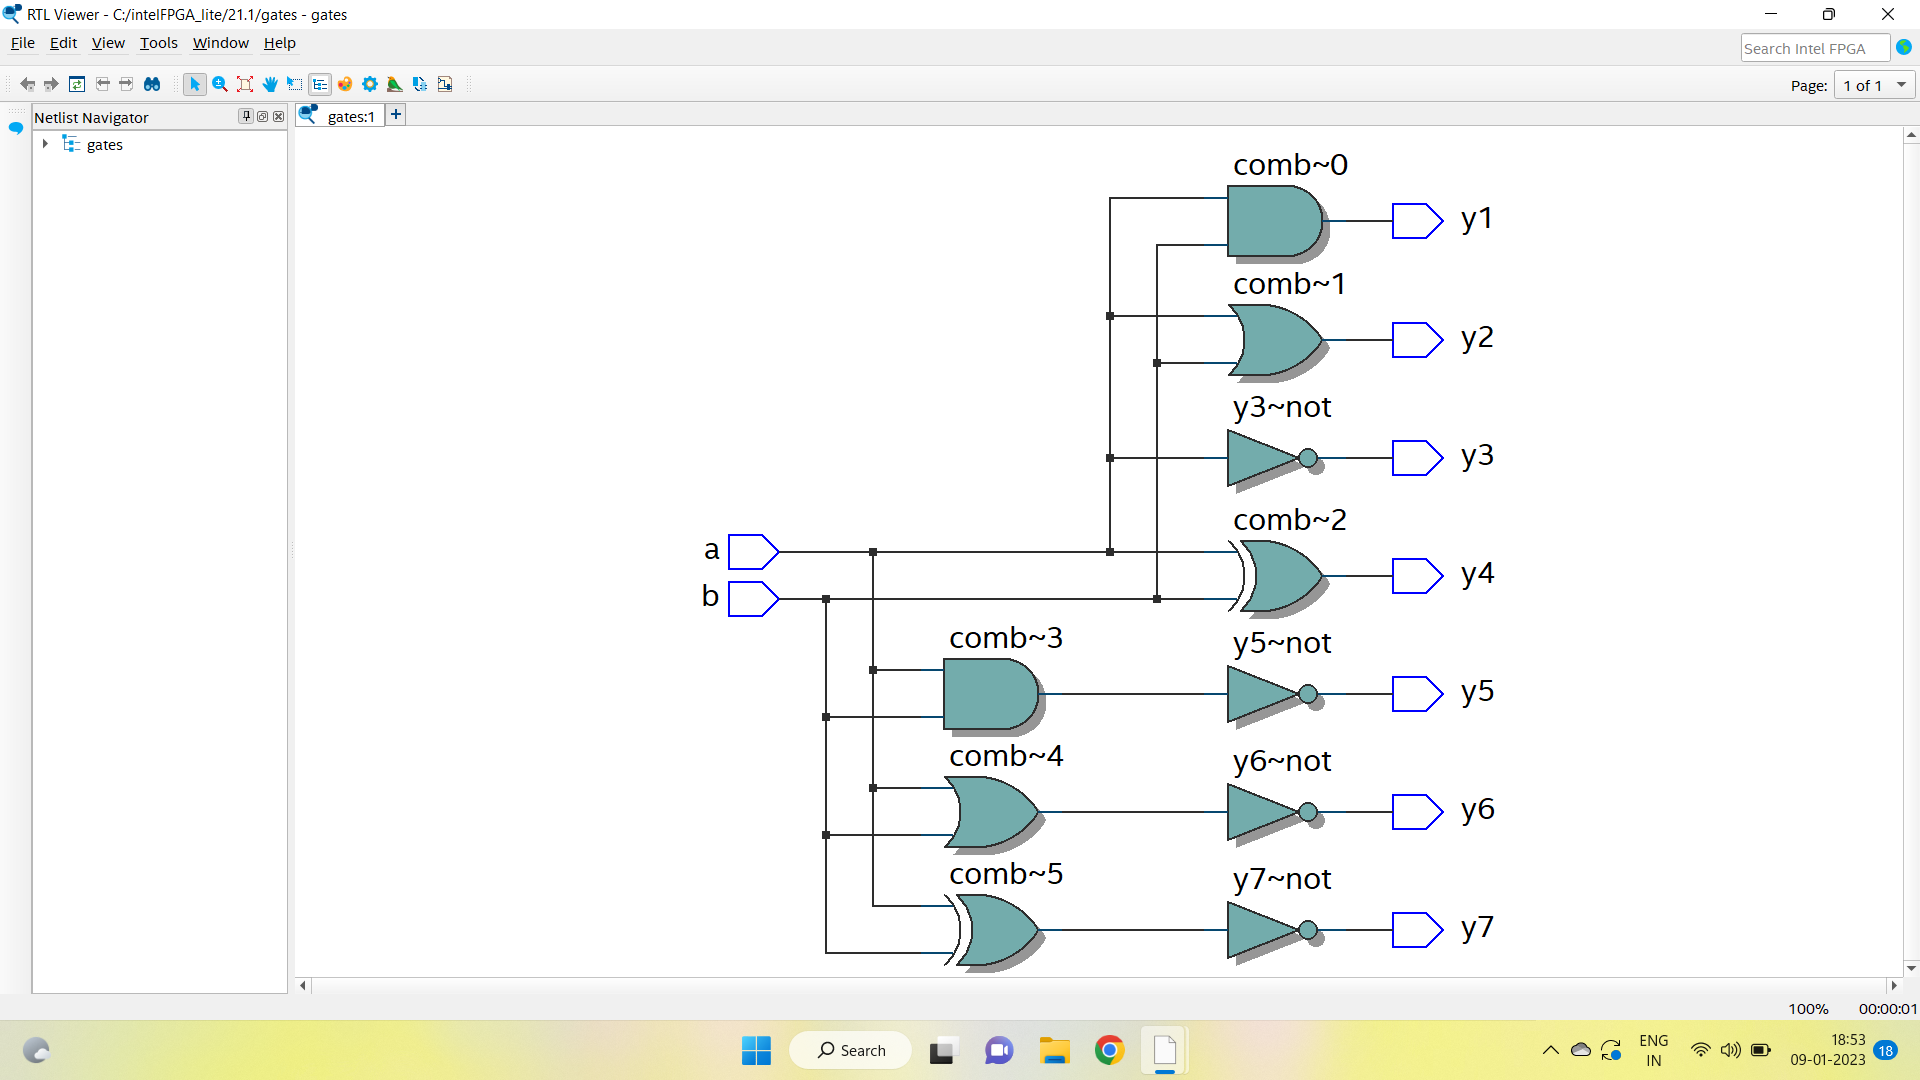 RTL Viewer - C:/intelFPGA_lite/21.1/gates - gates
File Edit View Tools Window Help
Search Intel FPGA
Page: 1 of 1
Netlist Navigator
gates:1
gates
comb~0
y1
comb~1
y2
y3~not
y3
comb~2
a
y4
b
comb~3
y5~not
y5
comb~4
y6~not
y6
comb~5
y7~not
y7
100% 00:00:01
Search
ENG
IN
18:53
09-01-2023
18